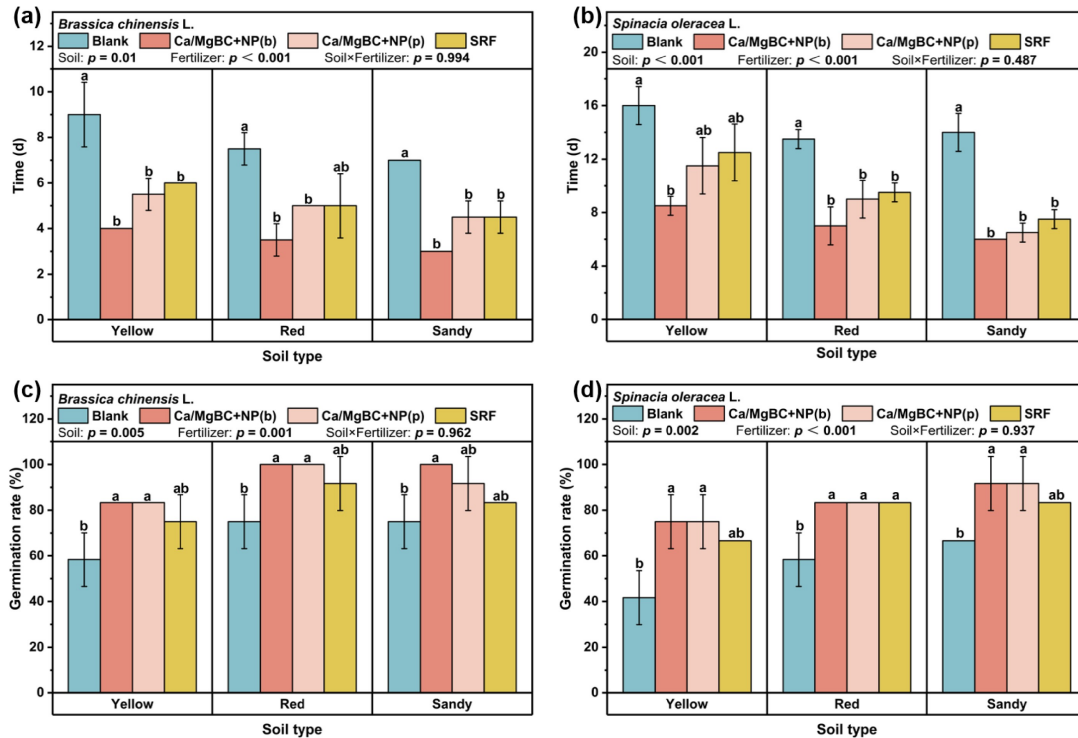 (a)
Brassica chinensis L.
Blank Ca/MgBC+NP(b) Ca/MgBC+NP(p) SRF
Soil: p = 0.01 Fertilizer: p < 0.001 Soil×Fertilizer: p = 0.994
12
10
8
6
4
2
0
Time (d)
a
b
b
b
a
b
b
ab
a
b
b
b
Yellow Red Sandy
Soil type
(b)
Spinacia oleracea L.
Blank Ca/MgBC+NP(b) Ca/MgBC+NP(p) SRF
Soil: p < 0.001 Fertilizer: p < 0.001 Soil×Fertilizer: p = 0.487
20
16
12
8
4
0
Time (d)
a
b
ab
ab
a
b
b
b
a
b
b
b
Yellow Red Sandy
Soil type
(c)
Brassica chinensis L.
Blank Ca/MgBC+NP(b) Ca/MgBC+NP(p) SRF
Soil: p = 0.005 Fertilizer: p = 0.001 Soil×Fertilizer: p = 0.962
120
100
80
60
40
20
0
Germination rate (%)
b
a
a
ab
b
a
a
ab
b
a
ab
ab
Yellow Red Sandy
Soil type
(d)
Spinacia oleracea L.
Blank Ca/MgBC+NP(b) Ca/MgBC+NP(p) SRF
Soil: p = 0.002 Fertilizer: p < 0.001 Soil×Fertilizer: p = 0.937
120
100
80
60
40
20
0
Germination rate (%)
b
a
a
ab
b
a
a
a
b
a
a
ab
Yellow Red Sandy
Soil type